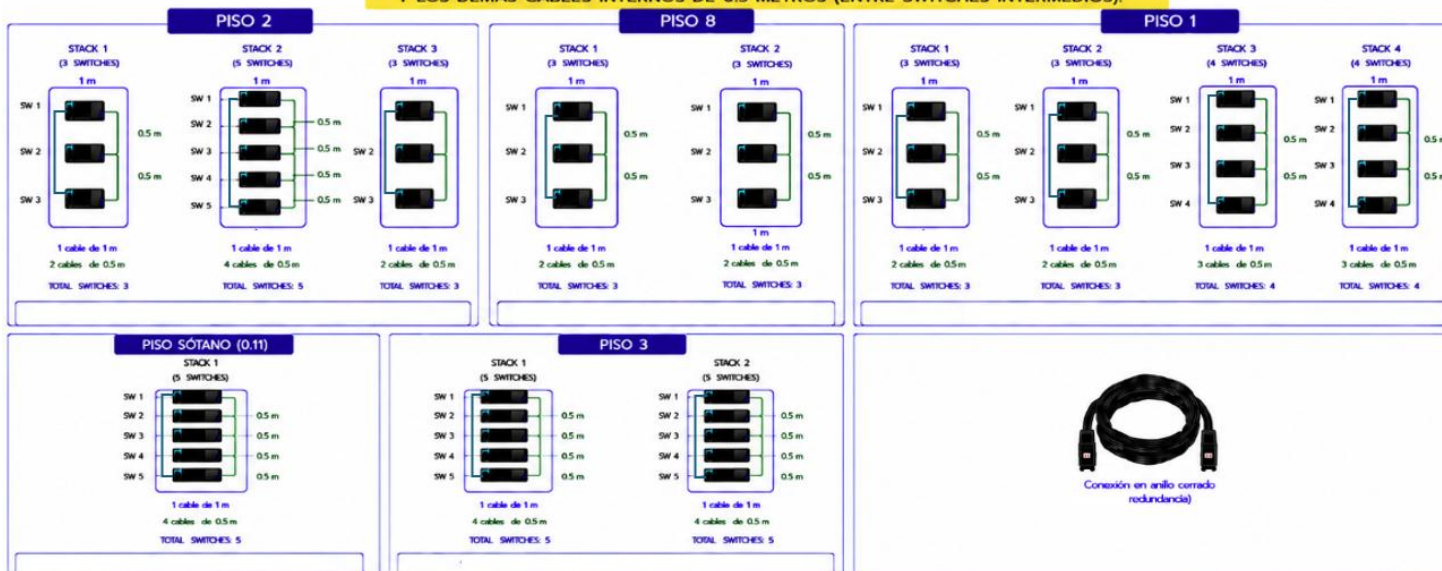 Y LOS DEMÁS CABLES INTERNOS DE 0.5 METROS (ENTRE SWITCHES INTERMEDIOS).
PISO 2
STACK 1
(3 SWITCHES)
1 m
SW 1
SW 2
SW 3
0.5 m
0.5 m
1 cable de 1 m
2 cables de 0.5 m
TOTAL SWITCHES: 3
STACK 2
(5 SWITCHES)
1 m
SW 1
SW 2
SW 3
SW 4
SW 5
0.5 m
0.5 m
0.5 m
0.5 m
1 cable de 1 m
4 cables de 0.5 m
TOTAL SWITCHES: 5
STACK 3
(3 SWITCHES)
1 m
SW 2
SW 3
1 cable de 1 m
2 cables de 0.5 m
TOTAL SWITCHES: 3
PISO 8
STACK 1
(3 SWITCHES)
1 m
SW 1
SW 2
SW 3
0.5 m
0.5 m
1 cable de 1 m
2 cables de 0.5 m
TOTAL SWITCHES: 3
STACK 2
(3 SWITCHES)
1 m
SW 1
SW 2
SW 3
0.5 m
0.5 m
1 m
1 cable de 1 m
2 cables de 0.5 m
TOTAL SWITCHES: 3
PISO 1
STACK 1
(3 SWITCHES)
1 m
SW 1
SW 2
SW 3
0.5 m
0.5 m
1 cable de 1 m
2 cables de 0.5 m
TOTAL SWITCHES: 3
STACK 2
(3 SWITCHES)
1 m
SW 1
SW 2
SW 3
0.5 m
0.5 m
1 cable de 1 m
2 cables de 0.5 m
TOTAL SWITCHES: 3
STACK 3
(4 SWITCHES)
1 m
SW 1
SW 2
SW 3
SW 4
0.5 m
0.5 m
1 cable de 1 m
3 cables de 0.5 m
TOTAL SWITCHES: 4
STACK 4
(4 SWITCHES)
1 m
SW 1
SW 2
SW 3
SW 4
0.5 m
0.5 m
1 cable de 1 m
3 cables de 0.5 m
TOTAL SWITCHES: 4
PISO SÓTANO (0.11)
STACK 1
(5 SWITCHES)
SW 1
SW 2
SW 3
SW 4
SW 5
0.5 m
0.5 m
0.5 m
0.5 m
1 cable de 1 m
4 cables de 0.5 m
TOTAL SWITCHES: 5
PISO 3
STACK 1
(5 SWITCHES)
SW 1
SW 2
SW 3
SW 4
SW 5
0.5 m
0.5 m
0.5 m
0.5 m
1 cable de 1 m
4 cables de 0.5 m
TOTAL SWITCHES: 5
STACK 2
(5 SWITCHES)
SW 1
SW 2
SW 3
SW 4
SW 5
0.5 m
0.5 m
0.5 m
0.5 m
1 cable de 1 m
4 cables de 0.5 m
TOTAL SWITCHES: 5
Conexión en anillo cerrado
redundancia)